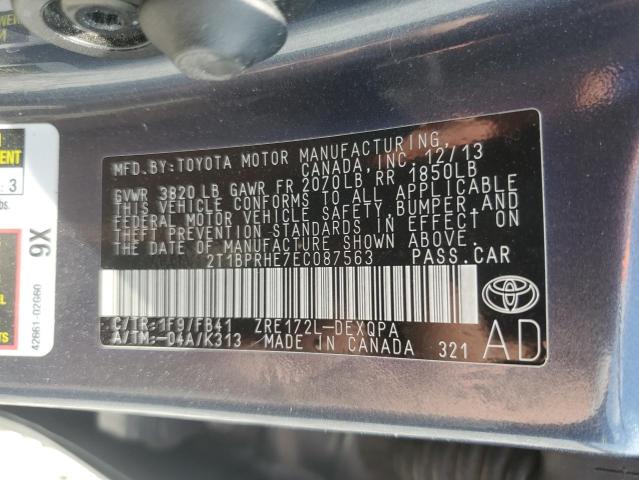 MFD.BY:TOYOTA MOTOR MANUFACTURING,
CANADA, INC. 12/13
GVWR 3820 LB GAWR FR 2070LB RR 1850LB
THIS VEHICLE CONFORMS TO ALL APPLICABLE
FEDERAL MOTOR VEHICLE SAFETY, BUMPER, AND
THEFT PREVENTION STANDARDS IN EFFECT ON
THE DATE OF MANUFACTURE SHOWN ABOVE.
2T1BPRHE7EC087563 PASS.CAR
C/TR:1F9/FB41 ZRE172L-DEXQPA
A/TM:-04A/K313 MADE IN CANADA 321
AD
3
9X
42661-02G60